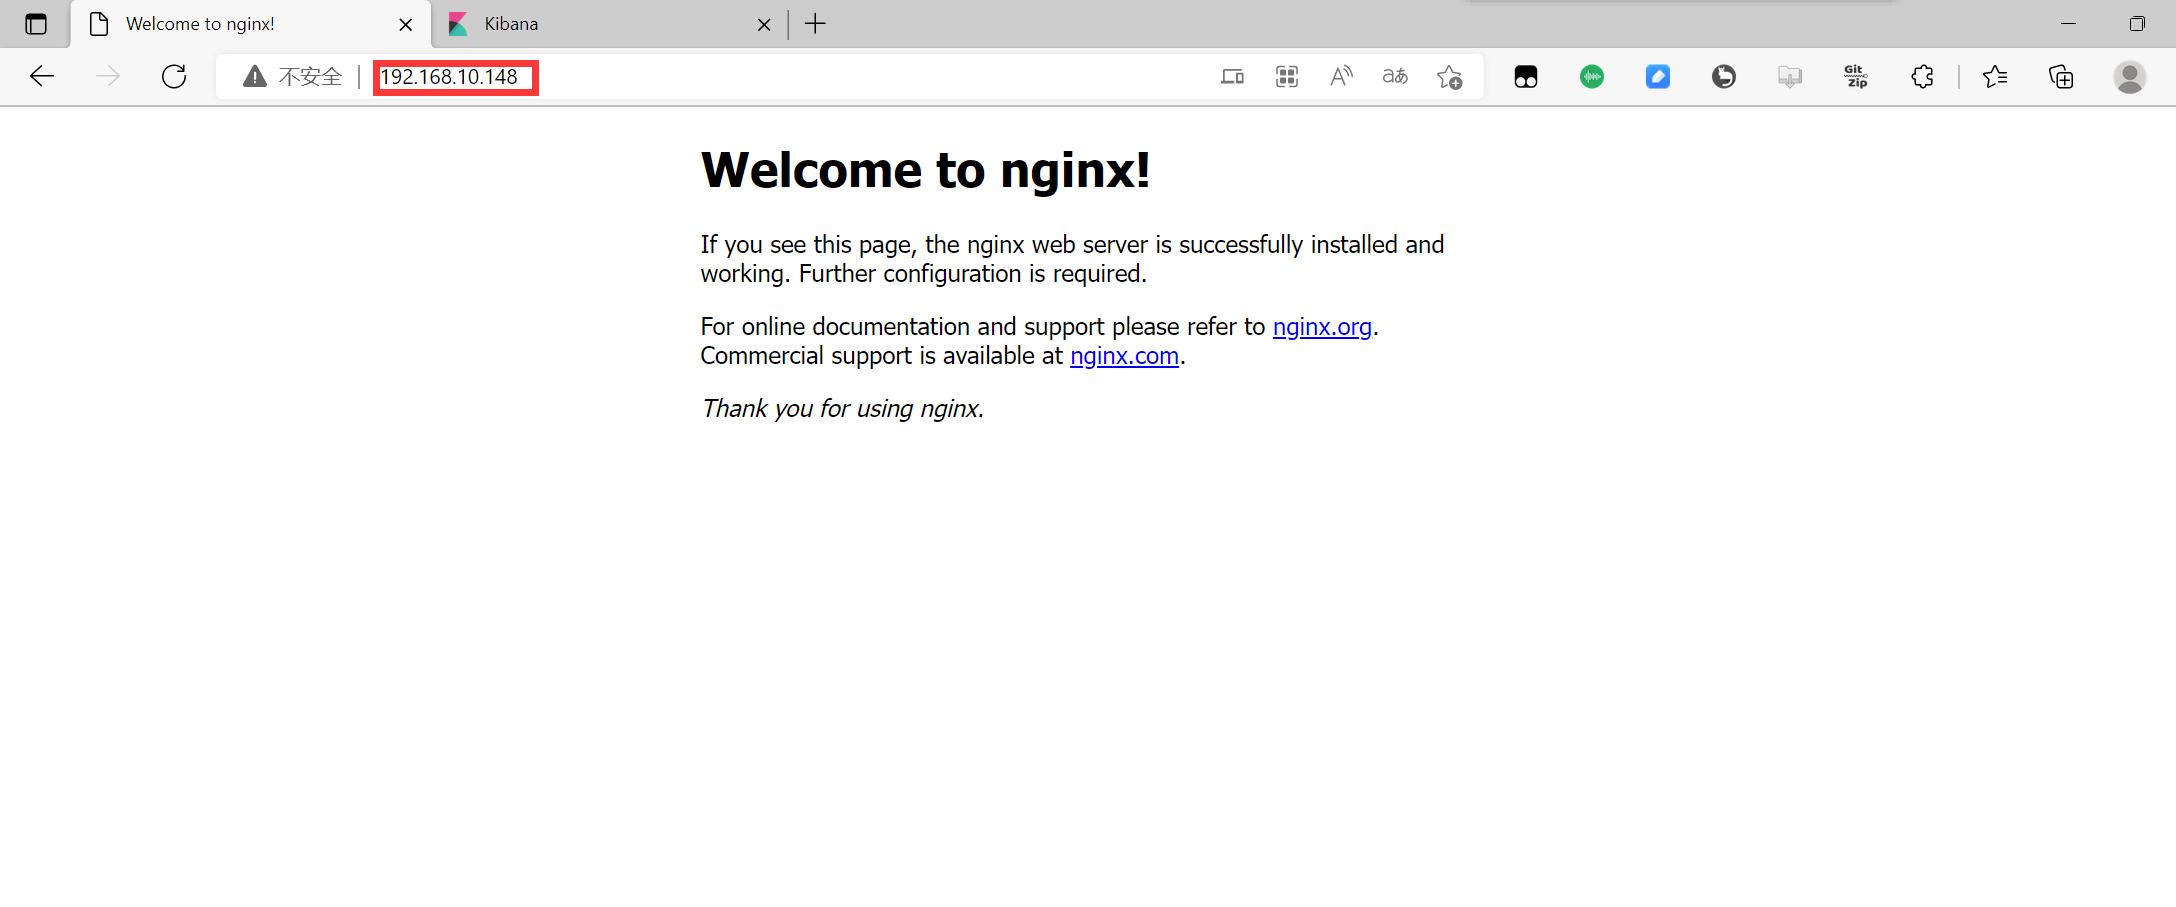 Welcome to nginx!
Kibana
不安全
192.168.10.148
aあ
Git
Zip
Welcome to nginx!
If you see this page, the nginx web server is successfully installed and
working. Further configuration is required.
For online documentation and support please refer to nginx.org.
Commercial support is available at nginx.com.
Thank you for using nginx.